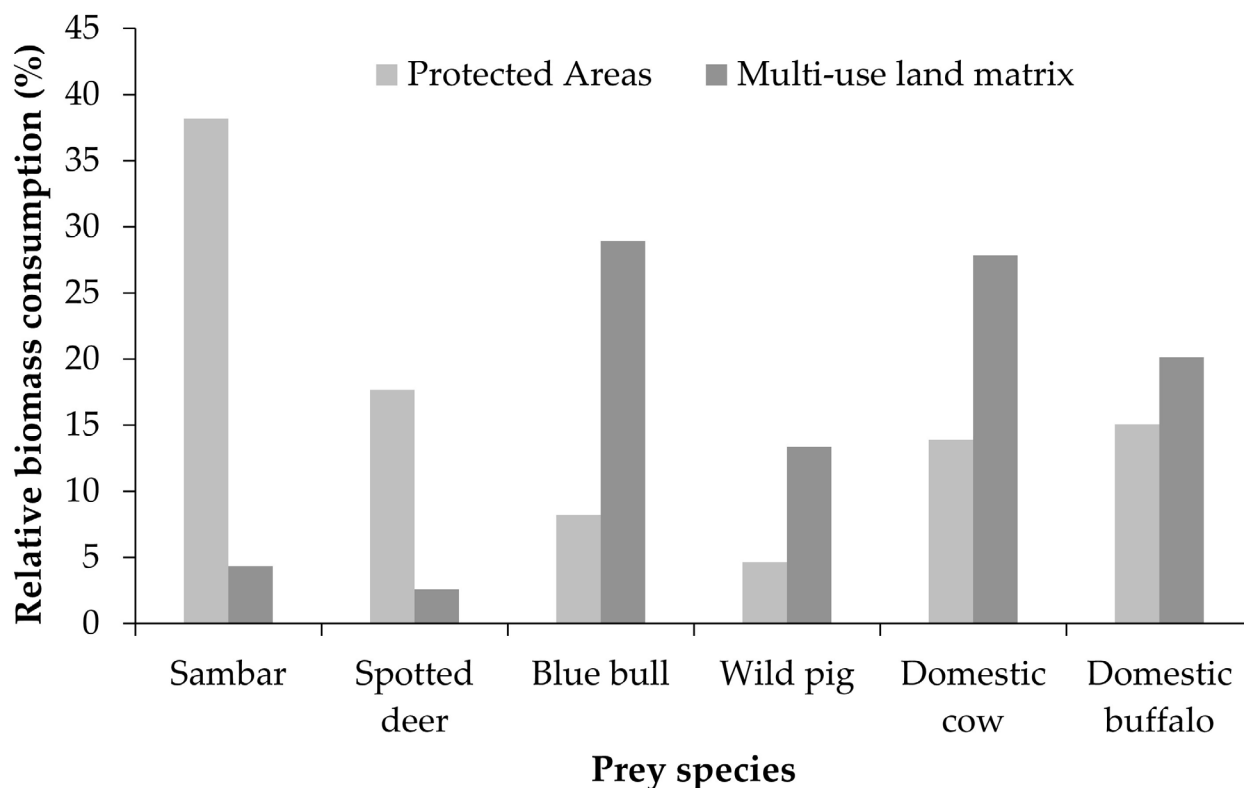 Relative biomass consumption (%)
45
40
35
30
25
20
15
10
5
0
Protected Areas
Multi-use land matrix
Sambar
Spotted
deer
Blue bull
Wild pig
Domestic
cow
Domestic
buffalo
Prey species